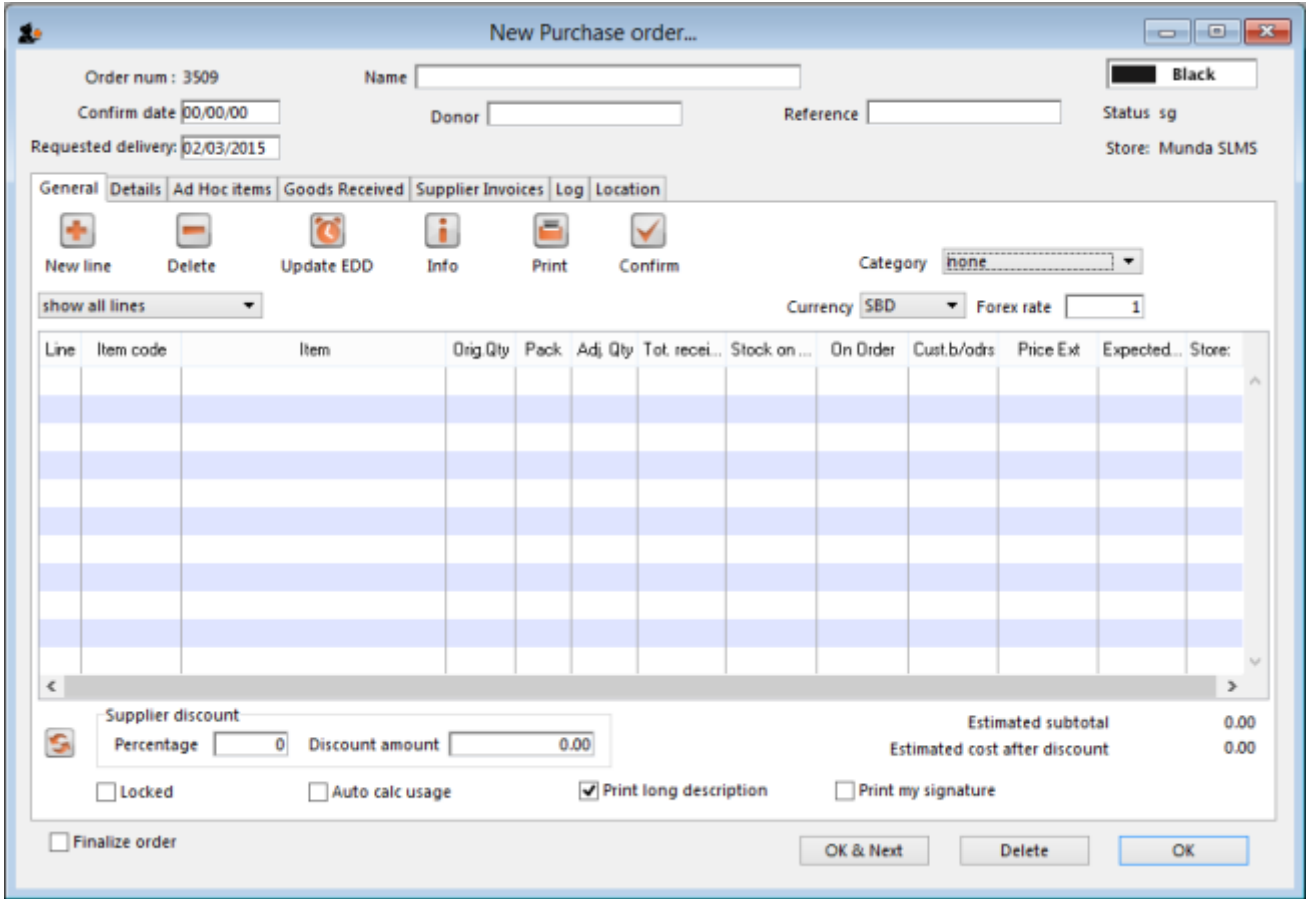 New Purchase order...
Order num : 3509 Name Black
Confirm date 00/00/00 Donor Reference Status sg
Requested delivery: 02/03/2015 Store: Munda SLMS
General Details Ad Hoc items Goods Received Supplier Invoices Log Location
New line Delete Update EDD Info Print Confirm Category none
show all lines Currency SBD Forex rate 1
Line Item code Item Orig.Qty Pack Adj. Qty Tot. recei... Stock on ... On Order Cust.b/odrs Price Ext Expected... Store:
Supplier discount Estimated subtotal 0.00
Percentage 0 Discount amount 0.00 Estimated cost after discount 0.00
Locked Auto calc usage Print long description Print my signature
Finalize order OK & Next Delete OK